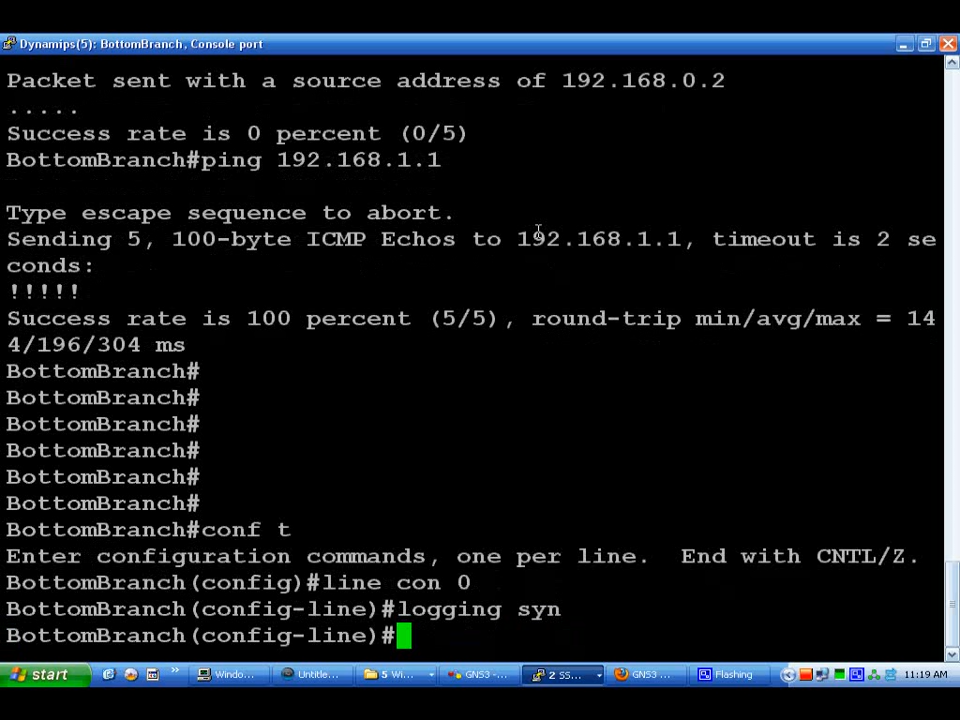 Dynamips(5): BottomBranch, Console port
Packet sent with a source address of 192.168.0.2
.....
Success rate is 0 percent (0/5)
BottomBranch#ping 192.168.1.1
Type escape sequence to abort.
Sending 5, 100-byte ICMP Echos to 192.168.1.1, timeout is 2 se
conds:
!!!!!
Success rate is 100 percent (5/5), round-trip min/avg/max = 14
4/196/304 ms
BottomBranch#
BottomBranch#
BottomBranch#
BottomBranch#
BottomBranch#
BottomBranch#
BottomBranch#conf t
Enter configuration commands, one per line.  End with CNTL/Z.
BottomBranch(config)#line con 0
BottomBranch(config-line)#logging syn
BottomBranch(config-line)#
start » Windo... Untitle... 5 Wi... GNS3 -... 2 SS... GNS3 ... Flashing 11:19 AM